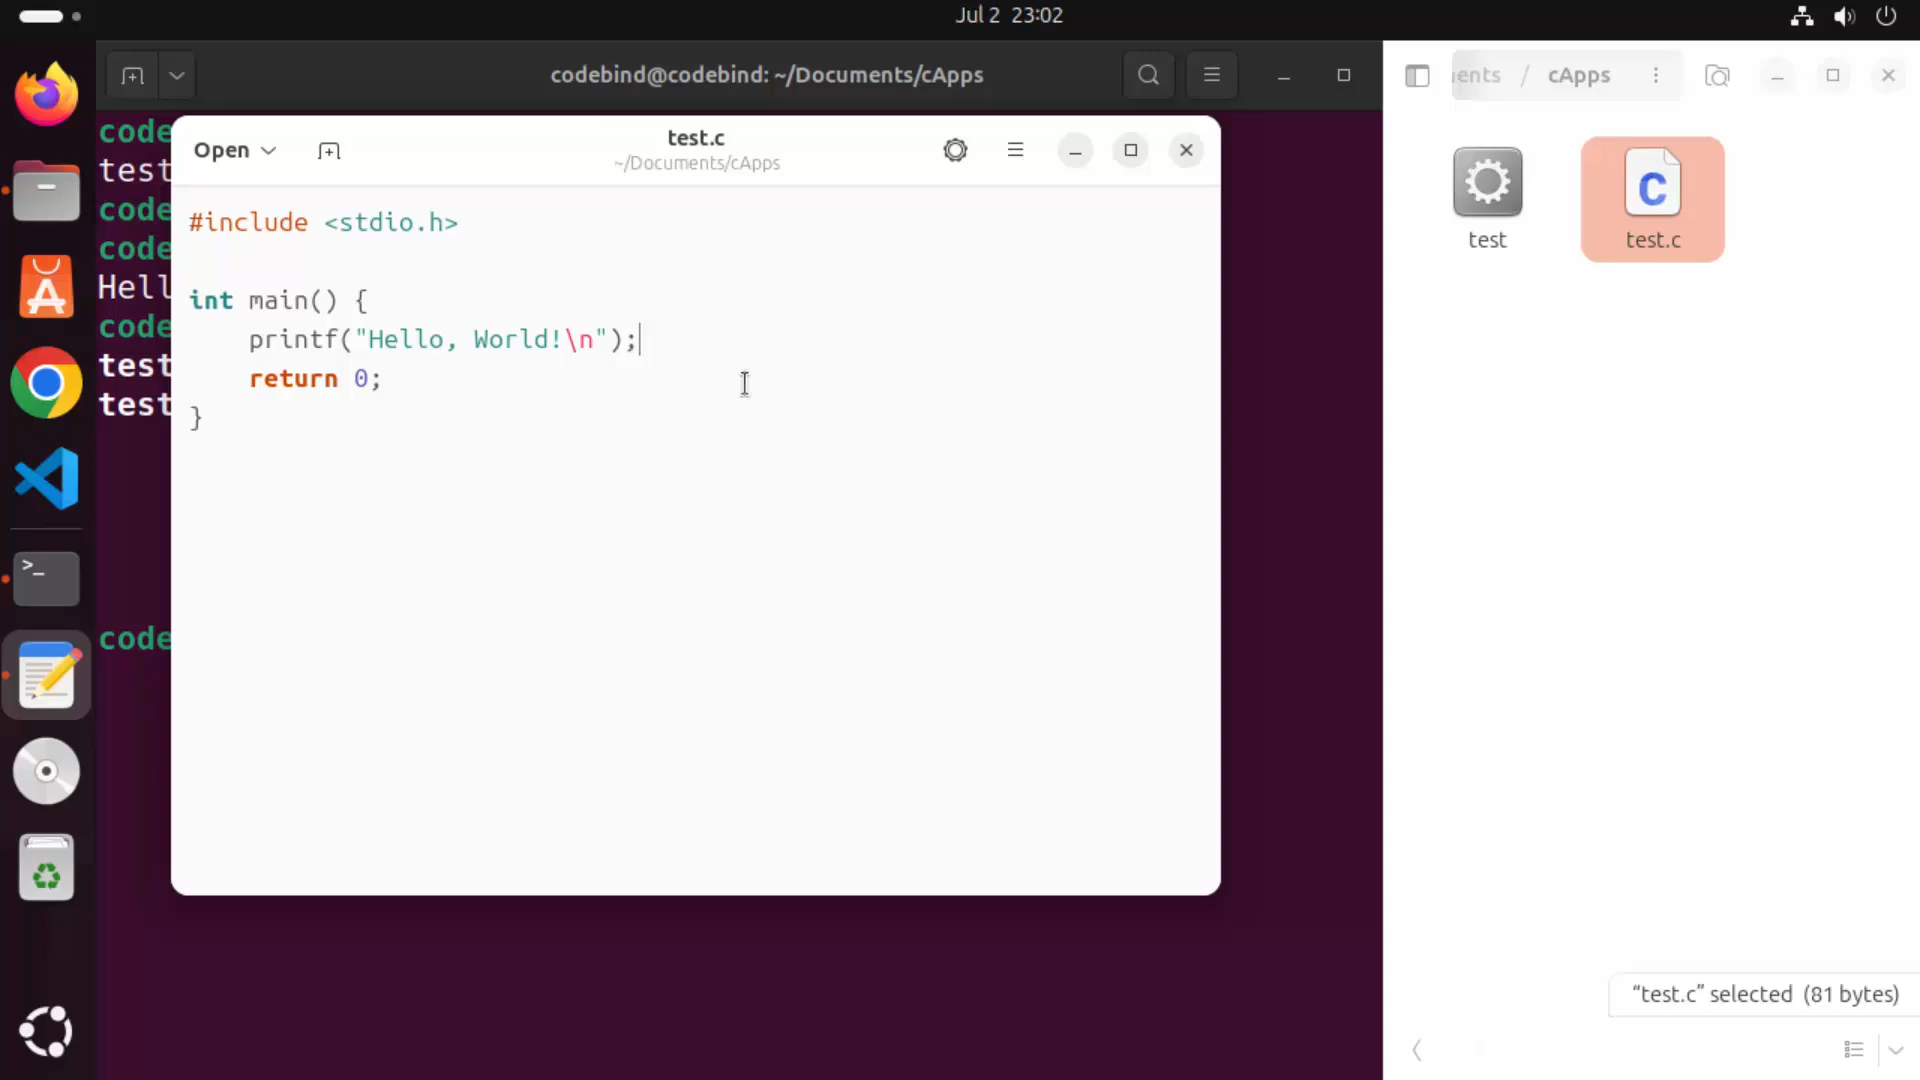 Jul 2 23:02
codebind@codebind: ~/Documents/cApps
ents / cApps
Open
test.c
~/Documents/cApps
code
test
code
code
Hell
code
test
test
code
#include <stdio.h>
int main() {
printf("Hello, World!\n");
return 0;
}
test
test.c
“test.c” selected (81 bytes)